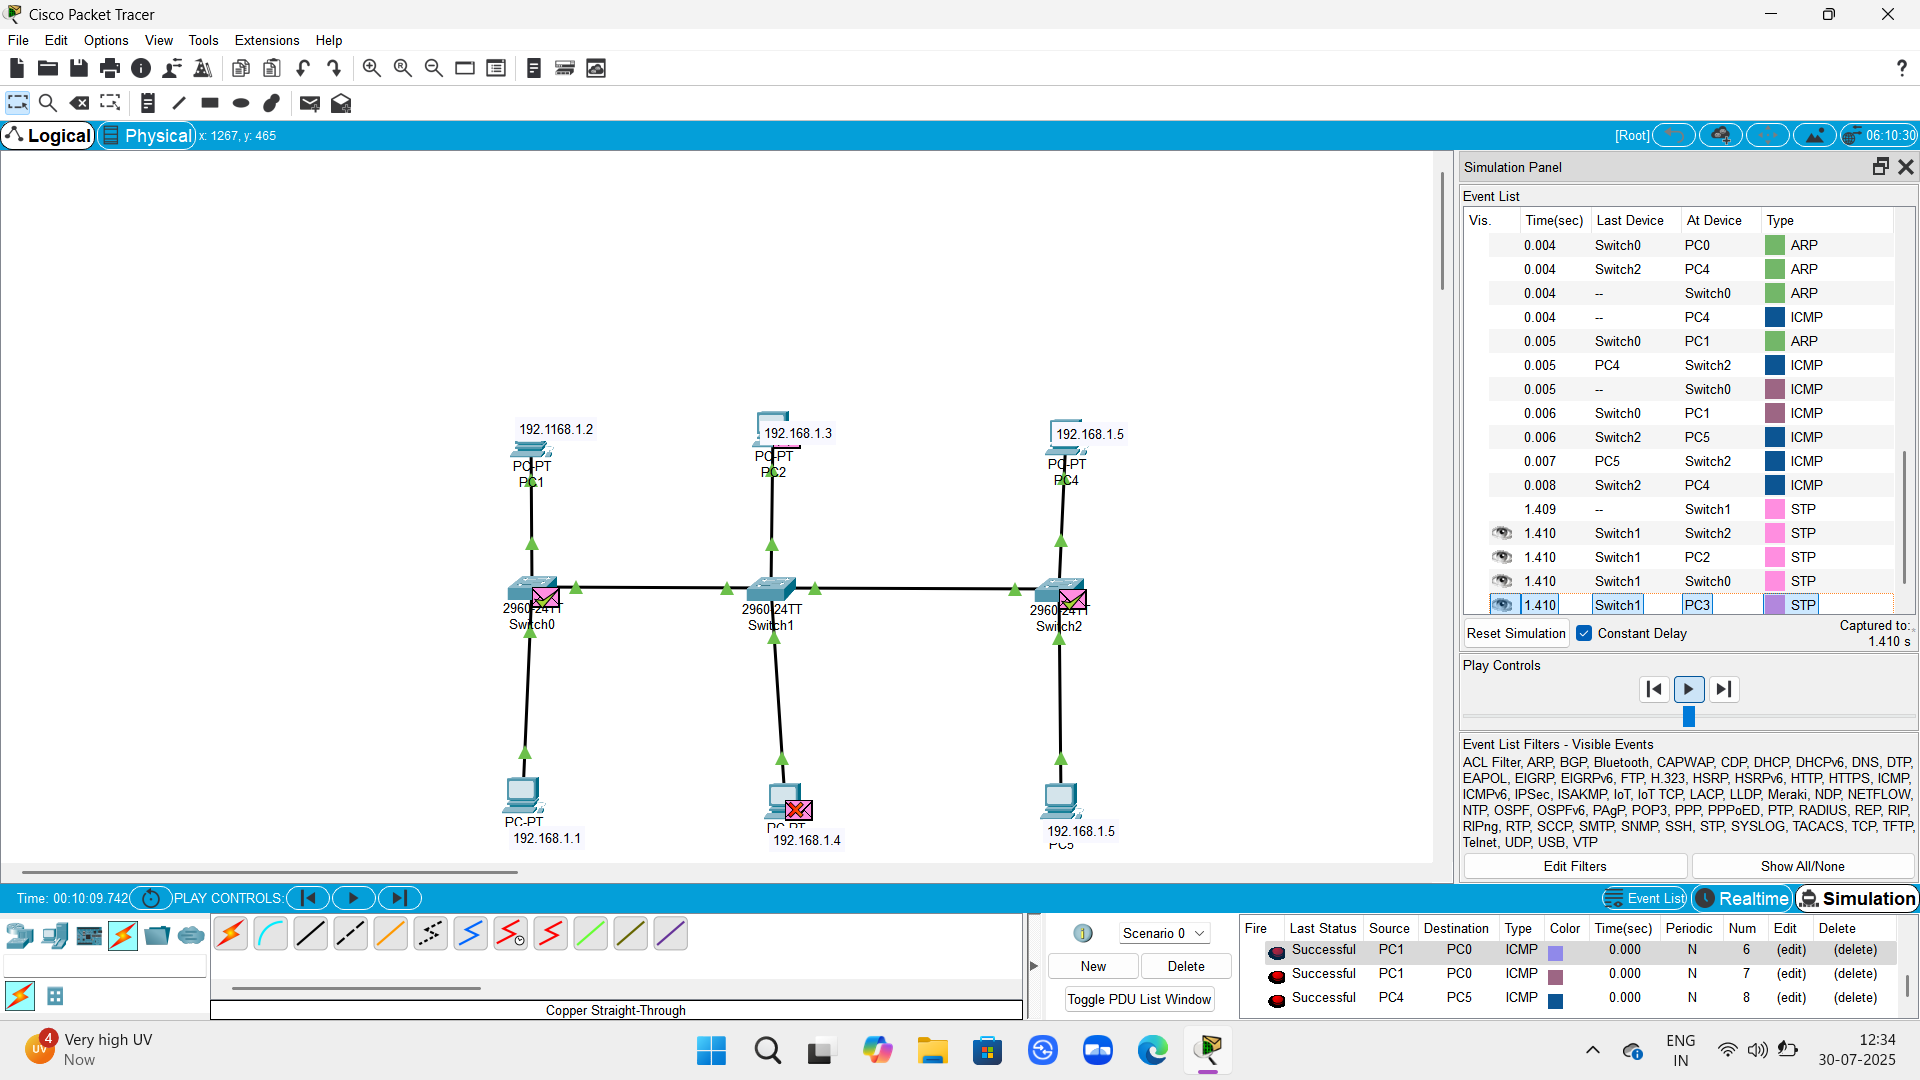 Cisco Packet Tracer
File Edit Options View Tools Extensions Help
?
Logical Physical x: 1267, y: 465 [Root] 06:10:30
Simulation Panel
Event List
Vis. Time(sec) Last Device At Device Type
0.004 Switch0 PC0 ARP
0.004 Switch2 PC4 ARP
0.004 -- Switch0 ARP
0.004 -- PC4 ICMP
0.005 Switch0 PC1 ARP
0.005 PC4 Switch2 ICMP
0.005 -- Switch0 ICMP
0.006 Switch0 PC1 ICMP
0.006 Switch2 PC5 ICMP
0.007 PC5 Switch2 ICMP
0.008 Switch2 PC4 ICMP
1.409 -- Switch1 STP
1.410 Switch1 Switch2 STP
1.410 Switch1 PC2 STP
1.410 Switch1 Switch0 STP
1.410 Switch1 PC3 STP
Reset Simulation Constant Delay Captured to:
1.410 s
Play Controls
Event List Filters - Visible Events
ACL Filter, ARP, BGP, Bluetooth, CAPWAP, CDP, DHCP, DHCPv6, DNS, DTP,
EAPOL, EIGRP, EIGRPv6, FTP, H.323, HSRP, HSRPv6, HTTP, HTTPS, ICMP,
ICMPv6, IPSec, ISAKMP, IoT, IoT TCP, LACP, LLDP, Meraki, NDP, NETFLOW,
NTP, OSPF, OSPFv6, PAgP, POP3, PPP, PPPoED, PTP, RADIUS, REP, RIP,
RIPng, RTP, SCCP, SMTP, SNMP, SSH, STP, SYSLOG, TACACS, TCP, TFTP,
Telnet, UDP, USB, VTP
Edit Filters Show All/None
192.1168.1.2
PC-PT
PC1
192.168.1.3
PC-PT
PC2
192.168.1.5
PC-PT
PC4
2960-24TT
Switch0
2960-24TT
Switch1
2960-24TT
Switch2
PC-PT
192.168.1.1
PC-PT
192.168.1.4
192.168.1.5
PC5
Time: 00:10:09.742 PLAY CONTROLS: Event List Realtime Simulation
Scenario 0
New Delete
Toggle PDU List Window
Fire Last Status Source Destination Type Color Time(sec) Periodic Num Edit Delete
Successful PC1 PC0 ICMP 0.000 N 6 (edit) (delete)
Successful PC1 PC0 ICMP 0.000 N 7 (edit) (delete)
Successful PC4 PC5 ICMP 0.000 N 8 (edit) (delete)
Copper Straight-Through
UV 4 Very high UV
Now
ENG
IN
12:34
30-07-2025